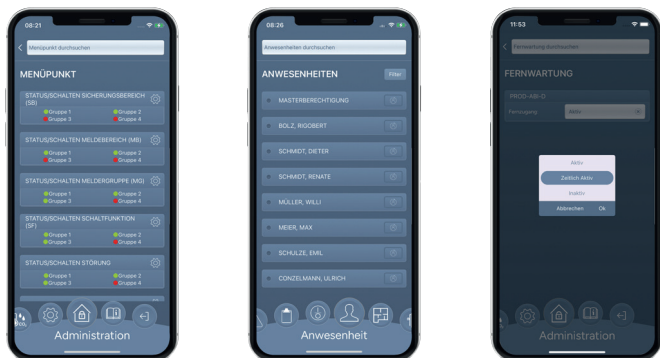 08:21
Menüpunkt durchsuchen
MENÜPUNKT
STATUS/SCHALTEN SICHERUNGSBEREICH
(SB)
Gruppe 1 Gruppe 2
Gruppe 3 Gruppe 4
STATUS/SCHALTEN MELDEBEREICH (MB)
Gruppe 1 Gruppe 2
Gruppe 3 Gruppe 4
STATUS/SCHALTEN MELDERGRUPPE (MG)
Gruppe 1 Gruppe 2
Gruppe 3 Gruppe 4
STATUS/SCHALTEN SCHALTFUNKTION
(SF)
Gruppe 1 Gruppe 2
Gruppe 3 Gruppe 4
STATUS/SCHALTEN STÖRUNG
Gruppe 1 Gruppe 2
Gruppe 3 Gruppe 4
CO₂
Administration
08:26
Anwesenheiten durchsuchen
ANWESENHEITEN Filter
MASTERBERECHTIGUNG
BOLZ, RIGOBERT
SCHMIDT, DIETER
SCHMIDT, RENATE
MÜLLER, WILLI
MEIER, MAX
SCHULZE, EMIL
CONZELMANN, ULRICH
Anwesenheit
11:53
Fernwartung durchsuchen
FERNWARTUNG
PROD-ABI-D
Fernzugang Aktiv
Aktiv
Zeitlich Aktiv
Inaktiv
Abbrechen Ok
Administration